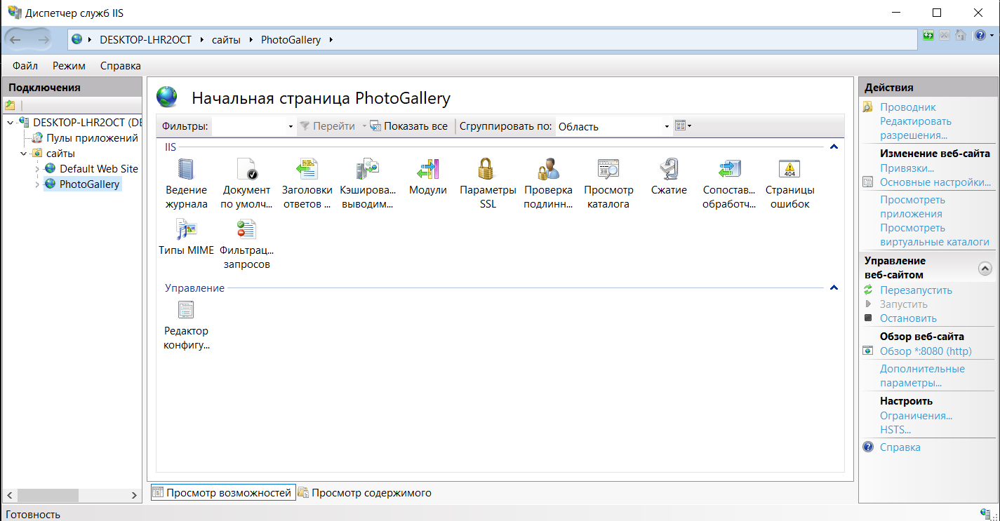 Диспетчер служб IIS
DESKTOP-LHR2OCT
сайты
PhotoGallery
Файл
Режим
Справка
Подключения
DESKTOP-LHR2OCT (DE
Пулы приложений
сайты
Default Web Site
PhotoGallery
Начальная страница PhotoGallery
Фильтры:
Перейти
Показать все
Сгруппировать по:
Область
IIS
Ведение
журнала
Документ
по умолч...
Заголовки
ответов ...
Кэширова...
выводим...
Модули
Параметры
SSL
Проверка
подлинн...
Просмотр
каталога
Сжатие
Сопостав...
обработч...
Страницы
ошибок
Типы MIME
Фильтрац...
запросов
Управление
Редактор
конфигу...
Просмотр возможностей
Просмотр содержимого
Действия
Проводник
Редактировать
разрешения...
Изменение веб-сайта
Привязки...
Основные настройки...
Просмотреть
приложения
Просмотреть
виртуальные каталоги
Управление
веб-сайтом
Перезапустить
Запустить
Остановить
Обзор веб-сайта
Обзор *:8080 (http)
Дополнительные
параметры...
Настроить
Ограничения...
HSTS...
Справка
Готовность